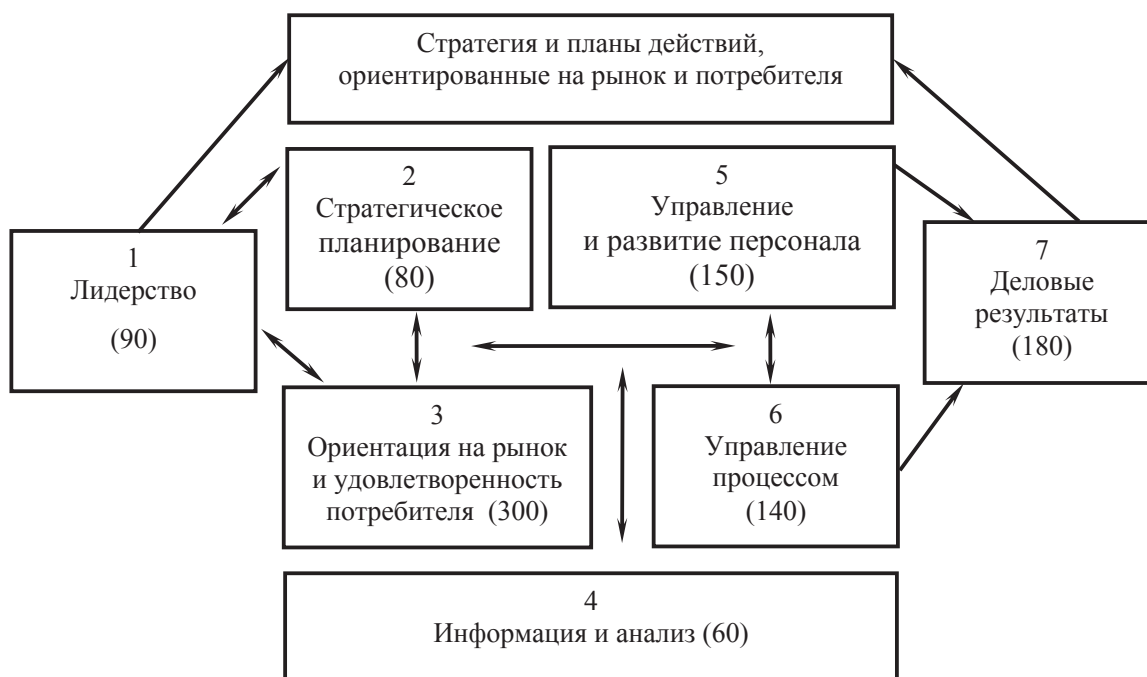 Стратегия и планы действий,
ориентированные на рынок и потребителя
1
Лидерство
(90)
2
Стратегическое
планирование
(80)
3
Ориентация на рынок
и удовлетворенность
потребителя (300)
5
Управление
и развитие персонала
(150)
6
Управление
процессом
(140)
7
Деловые
результаты
(180)
4
Информация и анализ (60)